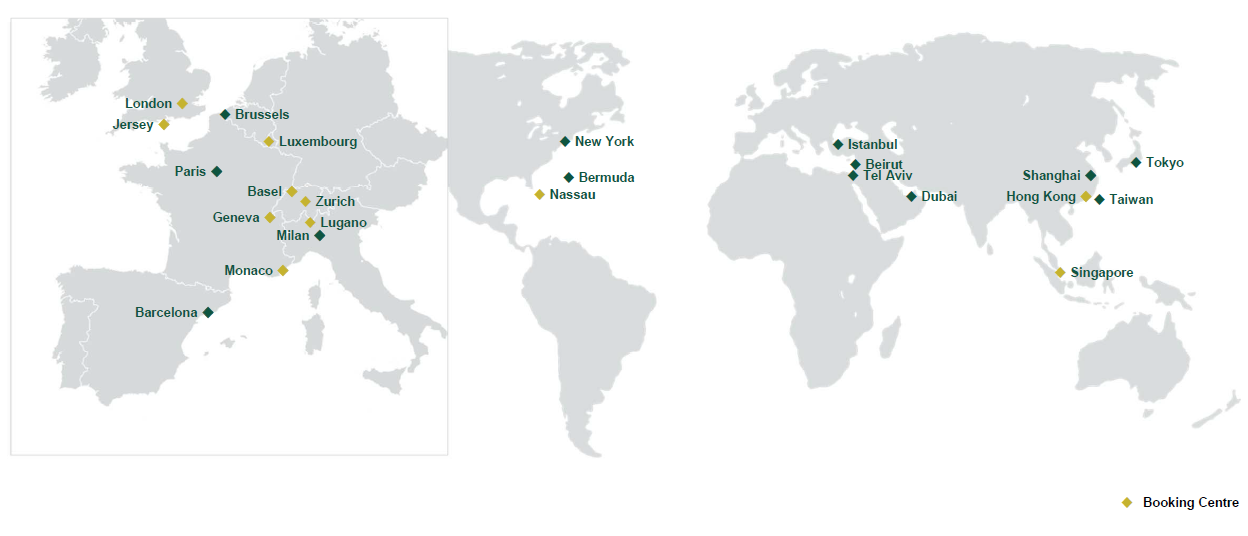 London
Jersey
Brussels
Luxembourg
Paris
Basel
Zurich
Geneva
Lugano
Milan
Monaco
Barcelona
New York
Bermuda
Nassau
Istanbul
Beirut
Tel Aviv
Dubai
Tokyo
Shanghai
Hong Kong
Taiwan
Singapore
Booking Centre